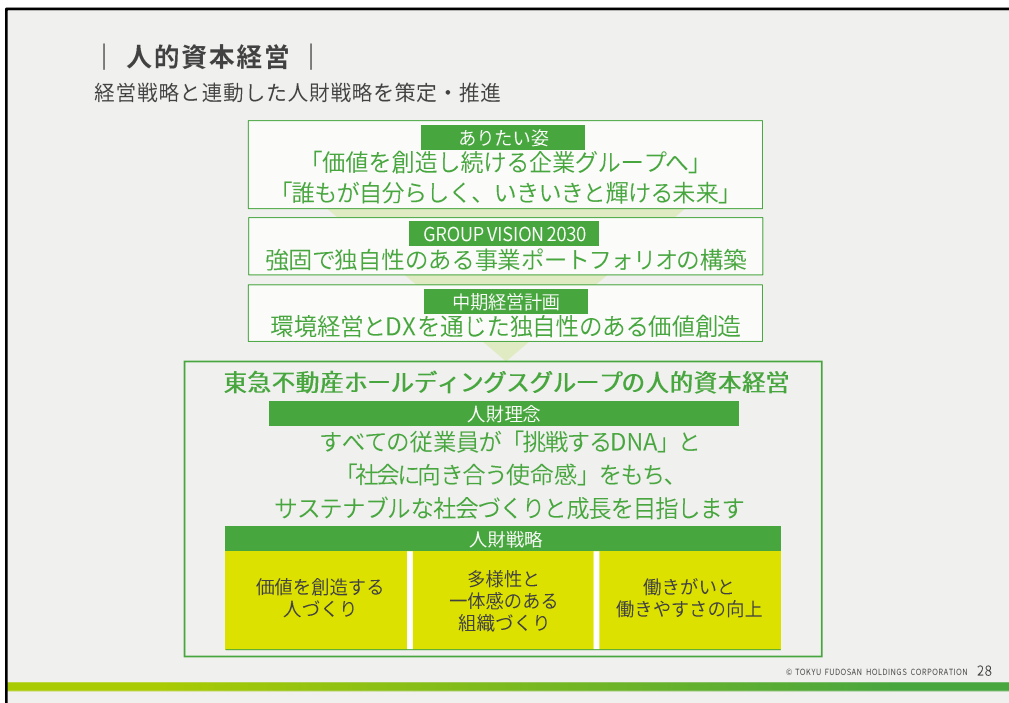 ｜ 人的資本経営 ｜
経営戦略と連動した人財戦略を策定・推進
ありたい姿
「価値を創造し続ける企業グループへ」
「誰もが自分らしく、いきいきと輝ける未来」
GROUP VISION 2030
強固で独自性のある事業ポートフォリオの構築
中期経営計画
環境経営とDXを通じた独自性のある価値創造
東急不動産ホールディングスグループの人的資本経営
人財理念
すべての従業員が「挑戦するDNA」と
「社会に向き合う使命感」をもち、
サステナブルな社会づくりと成長を目指します
人財戦略
価値を創造する
人づくり
多様性と
一体感のある
組織づくり
働きがいと
働きやすさの向上
© TOKYU FUDOSAN HOLDINGS CORPORATION 28